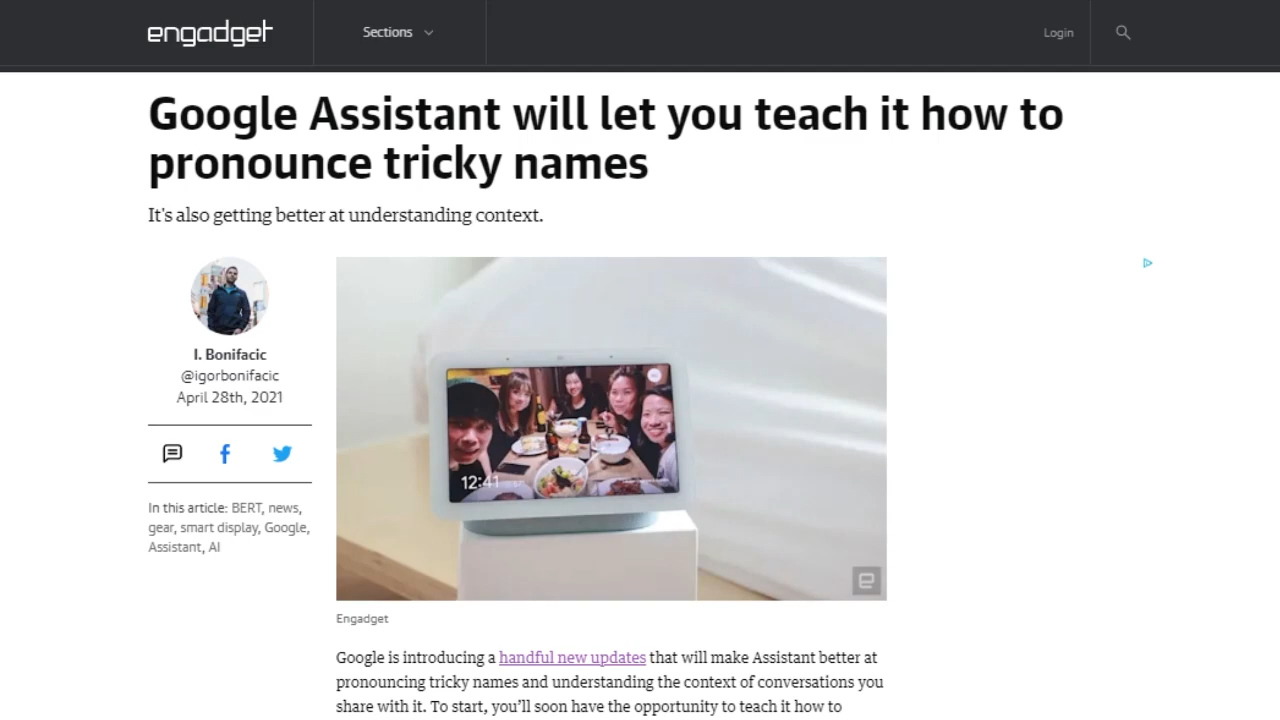 engadget
Sections
Login
Google Assistant will let you teach it how to
pronounce tricky names
It's also getting better at understanding context.
I. Bonifacic
@igorbonifacic
April 28th, 2021
In this article: BERT, news,
gear, smart display, Google,
Assistant, AI
12:41
Engadget
Google is introducing a handful new updates that will make Assistant better at
pronouncing tricky names and understanding the context of conversations you
share with it. To start, you’ll soon have the opportunity to teach it how to